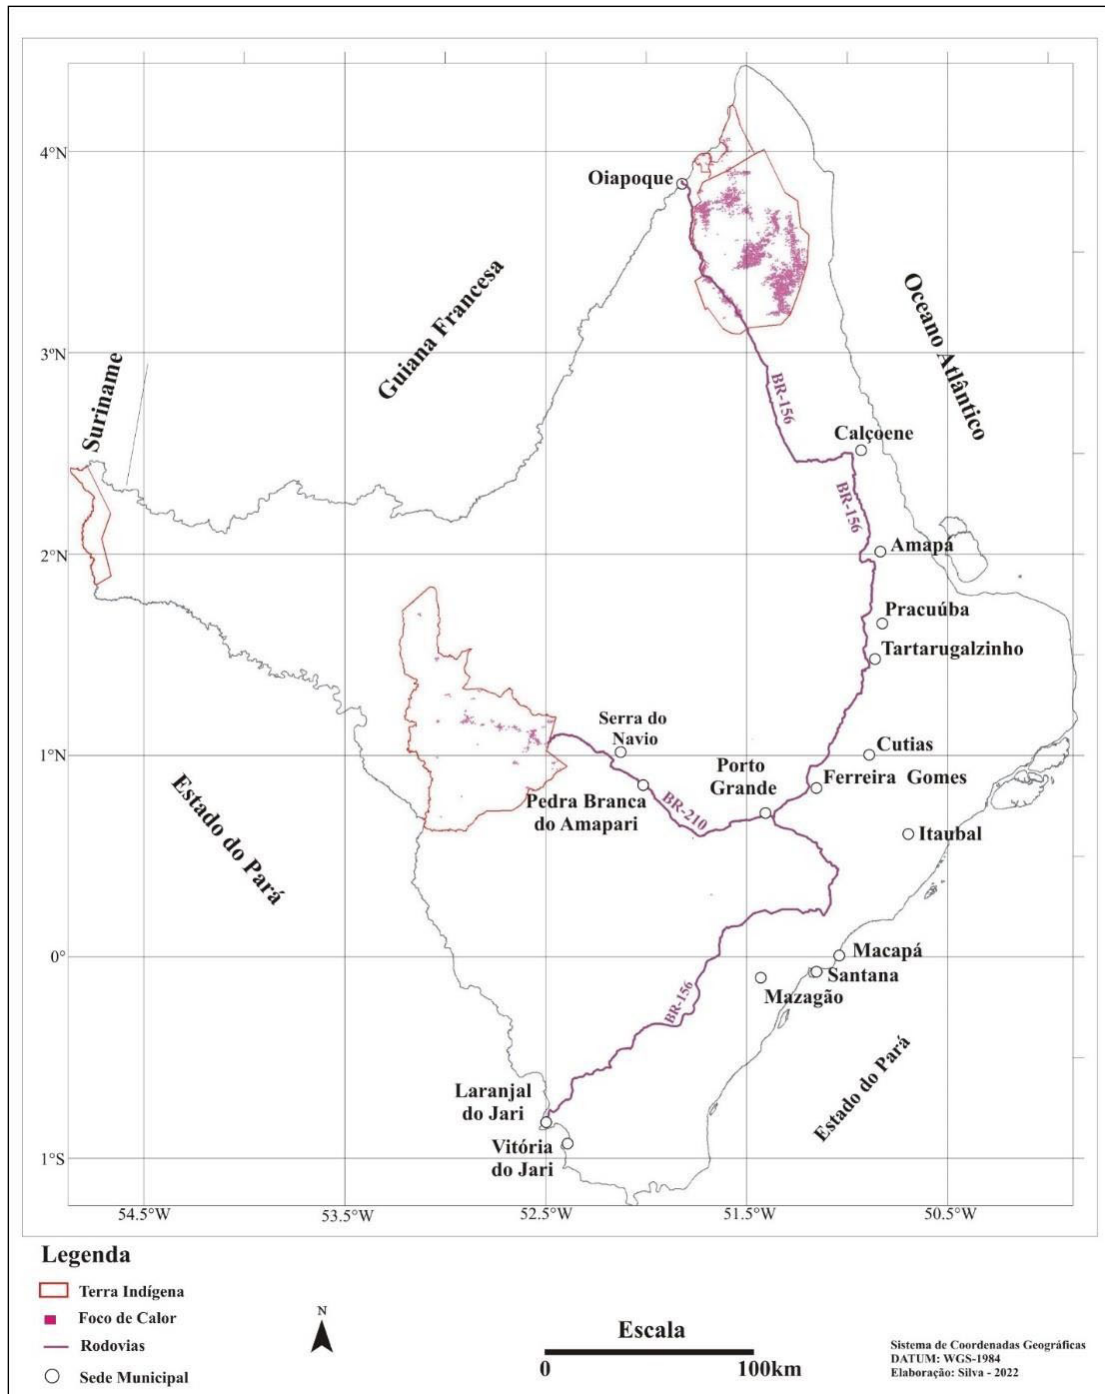 4°N
Oiapoque
Guiana Francesa
Oceano Atlântico
3°N
Suriname
BR-156
Calçoene
BR-156
2°N
Amapá
Pracuúba
Tartarugalzinho
Serra do
Navio
1°N
Cutias
Porto
Grande
Ferreira Gomes
Pedra Branca
do Amapari
BR-210
Estado do Pará
Itaubal
0°
Macapá
Santana
Mazagão
BR-156
Estado do Pará
Laranjal
do Jari
Vitória
do Jari
1°S
54.5°W
53.5°W
52.5°W
51.5°W
50.5°W
Legenda
Terra Indígena
Foco de Calor
Rodovias
Sede Municipal
N
Escala
0
100km
Sistema de Coordenadas Geográficas
DATUM: WGS-1984
Elaboração: Silva - 2022